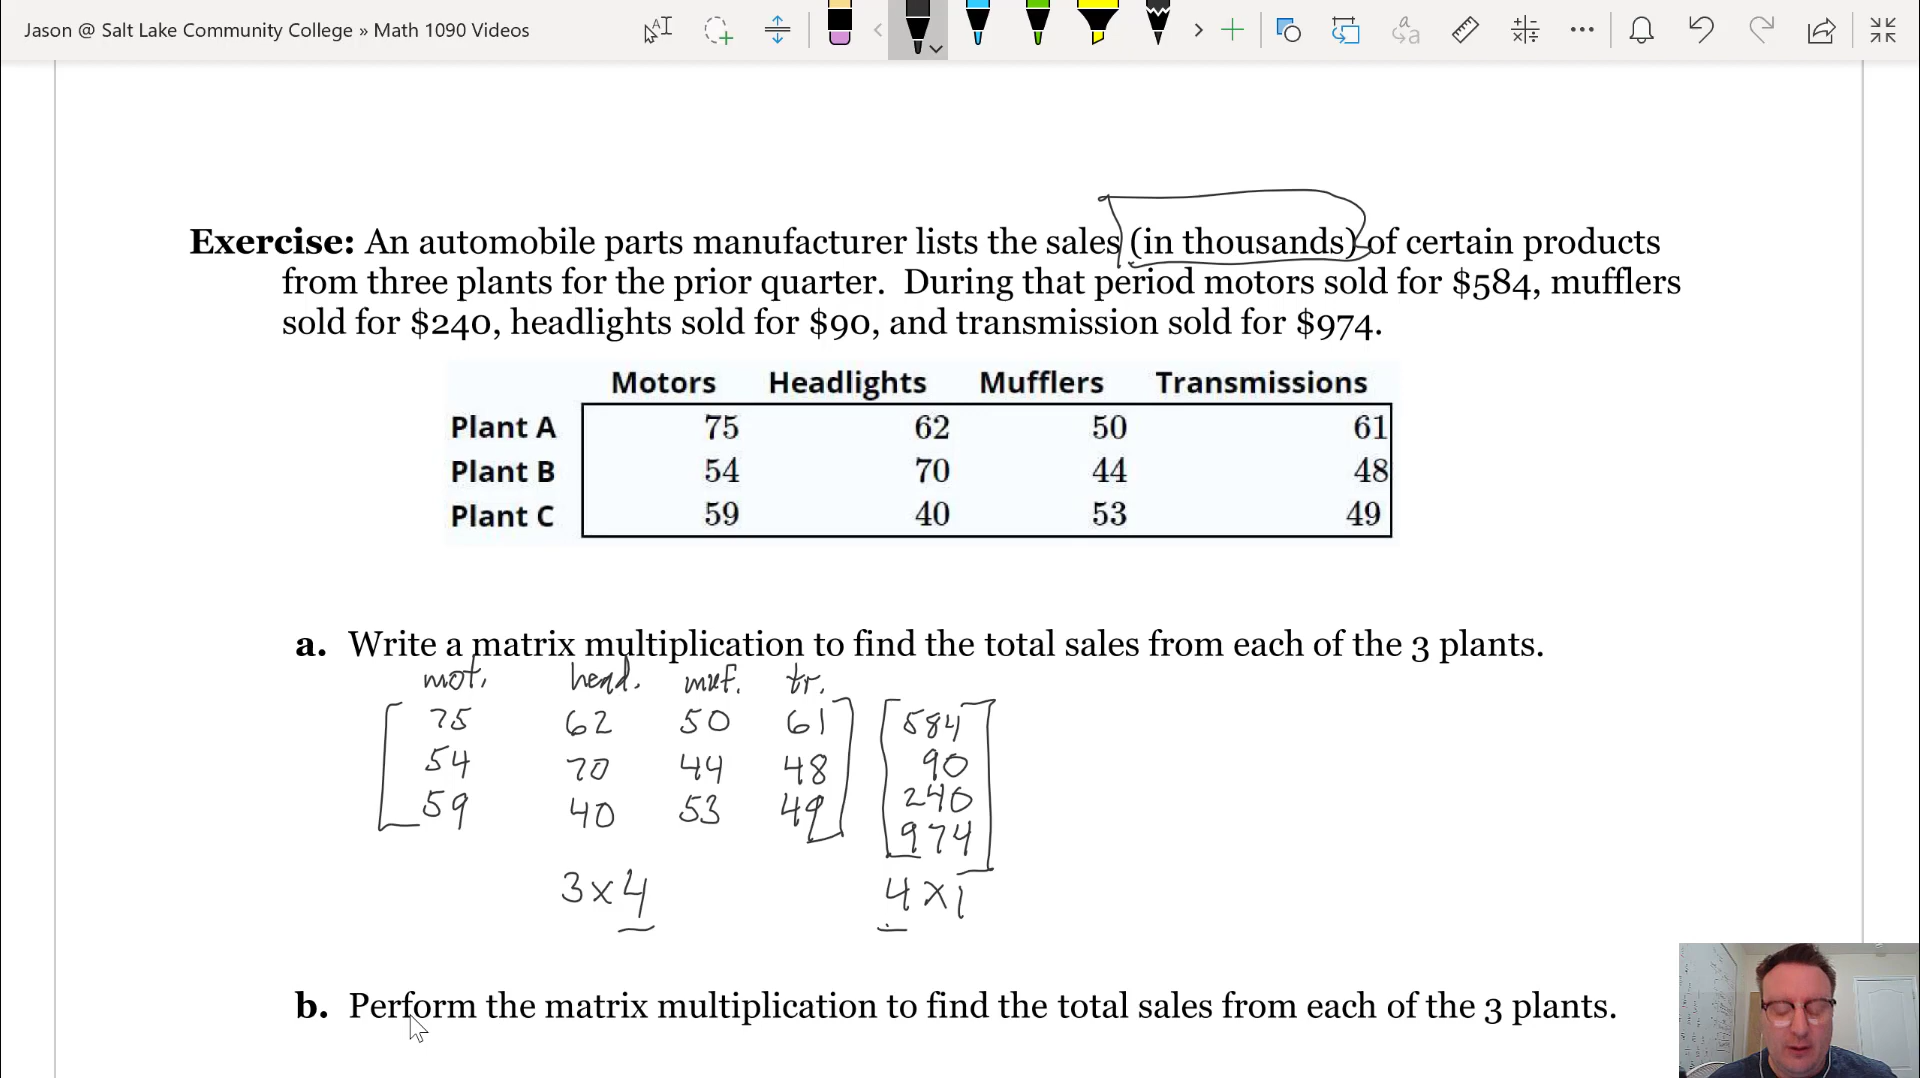 Jason @ Salt Lake Community College » Math 1090 Videos
Exercise: An automobile parts manufacturer lists the sales (in thousands) of certain products
from three plants for the prior quarter. During that period motors sold for $584, mufflers
sold for $240, headlights sold for $90, and transmission sold for $974.
Motors Headlights Mufflers Transmissions
Plant A 75 62 50 61
Plant B 54 70 44 48
Plant C 59 40 53 49
a. Write a matrix multiplication to find the total sales from each of the 3 plants.
mot. head. muf. tr.
75 62 50 61 584
54 70 44 48 90
59 40 53 49 240
974
3x4 4x1
b. Perform the matrix multiplication to find the total sales from each of the 3 plants.